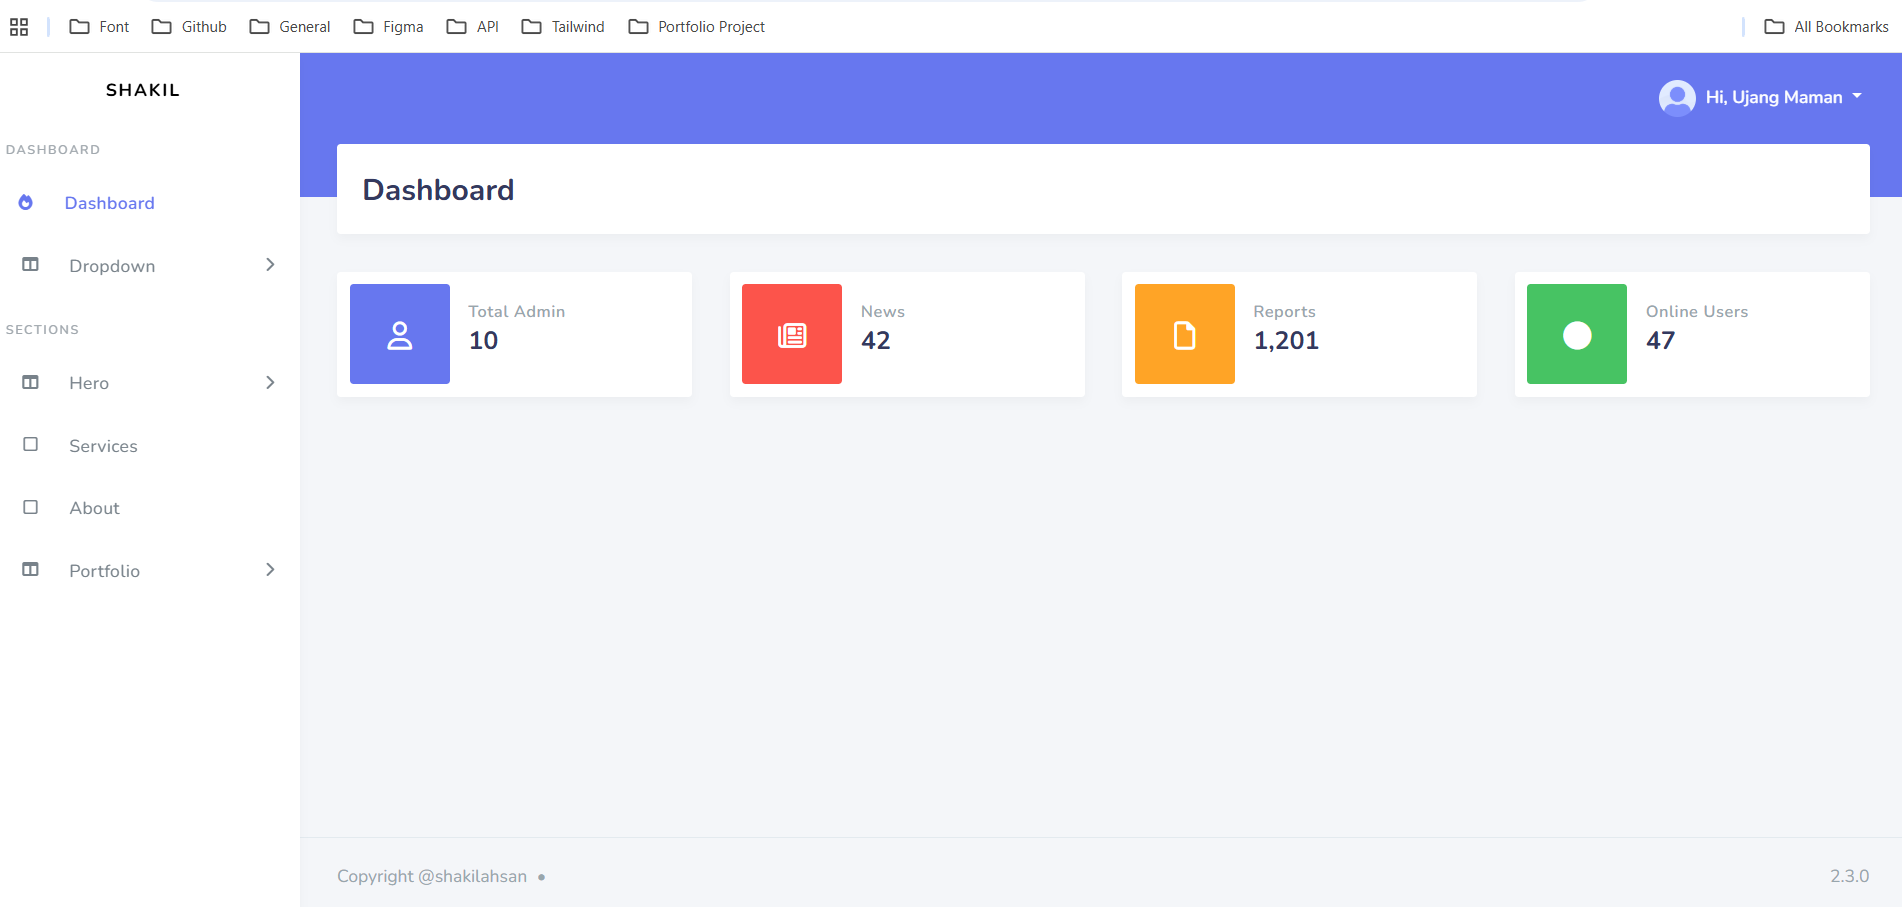 Font Github General Figma API Tailwind Portfolio Project All Bookmarks
SHAKIL
Hi, Ujang Maman
DASHBOARD
Dashboard
Dropdown
SECTIONS
Hero
Services
About
Portfolio
Dashboard
Total Admin
10
News
42
Reports
1,201
Online Users
47
Copyright @shakilahsan •
2.3.0